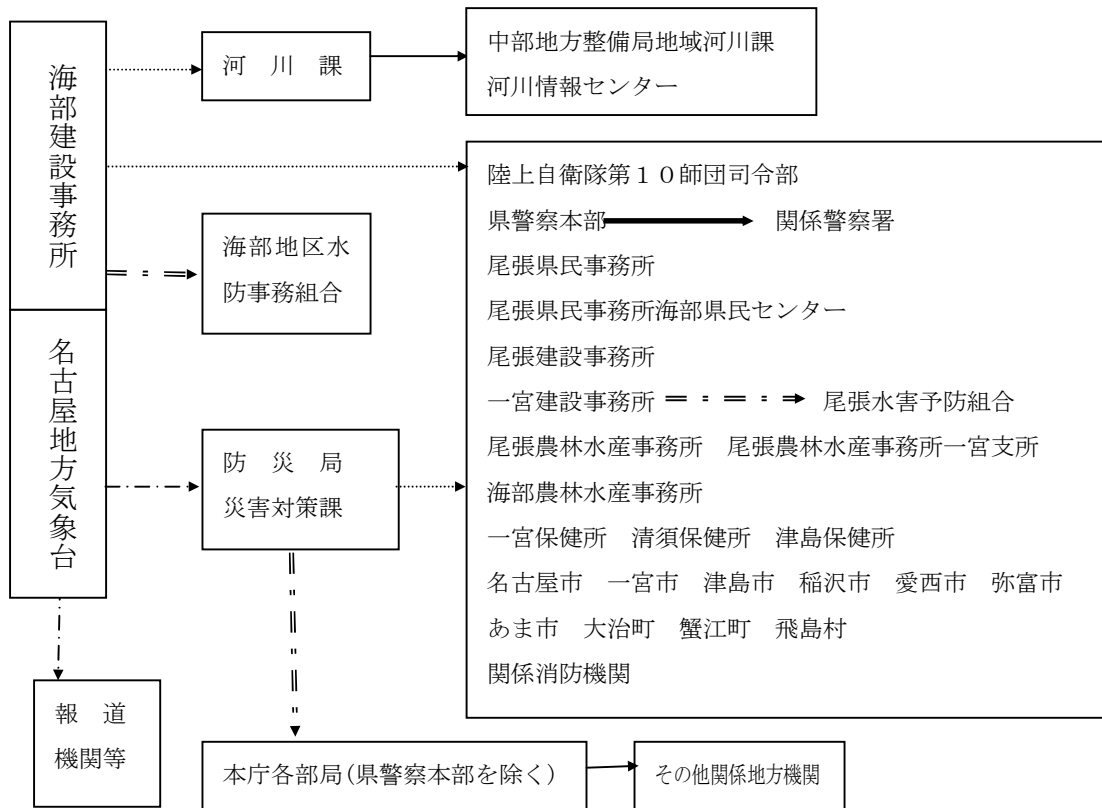 海部建設事務所
名古屋地方気象台
河　川　課
中部地方整備局地域河川課
河川情報センター
海部地区水
防事務組合
防　災　局
災害対策課
陸上自衛隊第１０師団司令部
県警察本部　関係警察署
尾張県民事務所
尾張県民事務所海部県民センター
尾張建設事務所
一宮建設事務所　尾張水害予防組合
尾張農林水産事務所　尾張農林水産事務所一宮支所
海部農林水産事務所
一宮保健所　清須保健所　津島保健所
名古屋市　一宮市　津島市　稲沢市　愛西市　弥富市
あま市　大治町　蟹江町　飛島村
関係消防機関
報　道
機関等
本庁各部局(県警察本部を除く)
その他関係地方機関